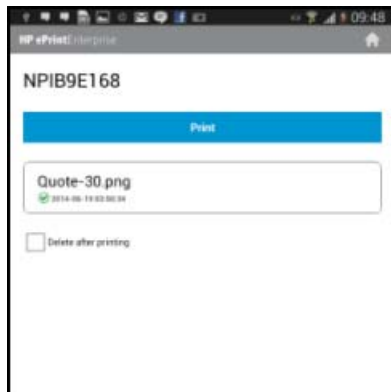 09:48
HP ePrint Enterprise
NPIB9E168
Print
Quote-30.png
Delete after printing